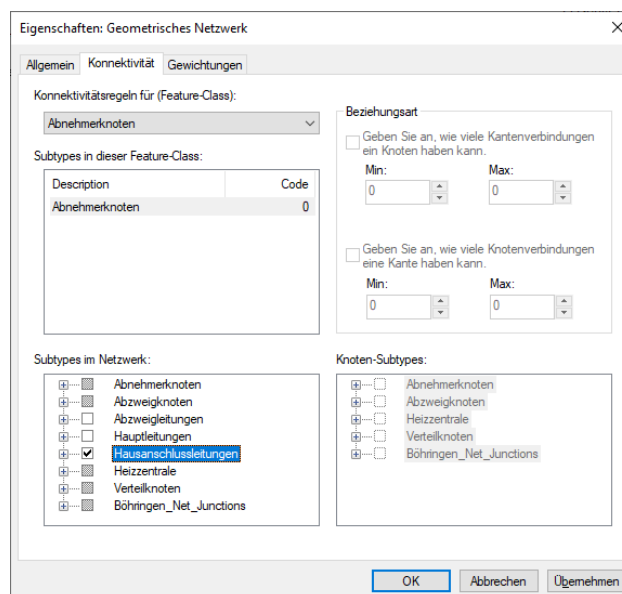 Eigenschaften: Geometrisches Netzwerk
Allgemein
Konnektivität
Gewichtungen
Konnektivitätsregeln für (Feature-Class):
Abnehmerknoten
Subtypes in dieser Feature-Class:
Description Code
Abnehmerknoten 0
Beziehungsart
Geben Sie an, wie viele Kantenverbindungen
ein Knoten haben kann.
Min: Max:
0 0
Geben Sie an, wie viele Knotenverbindungen
eine Kante haben kann.
Min: Max:
0 0
Subtypes im Netzwerk:
Abnehmerknoten
Abzweigknoten
Abzweigleitungen
Hauptleitungen
Hausanschlussleitungen
Heizzentrale
Verteilknoten
Böhringen_Net_Junctions
Knoten-Subtypes:
Abnehmerknoten
Abzweigknoten
Heizzentrale
Verteilknoten
Böhringen_Net_Junctions
OK
Abbrechen
Übernehmen